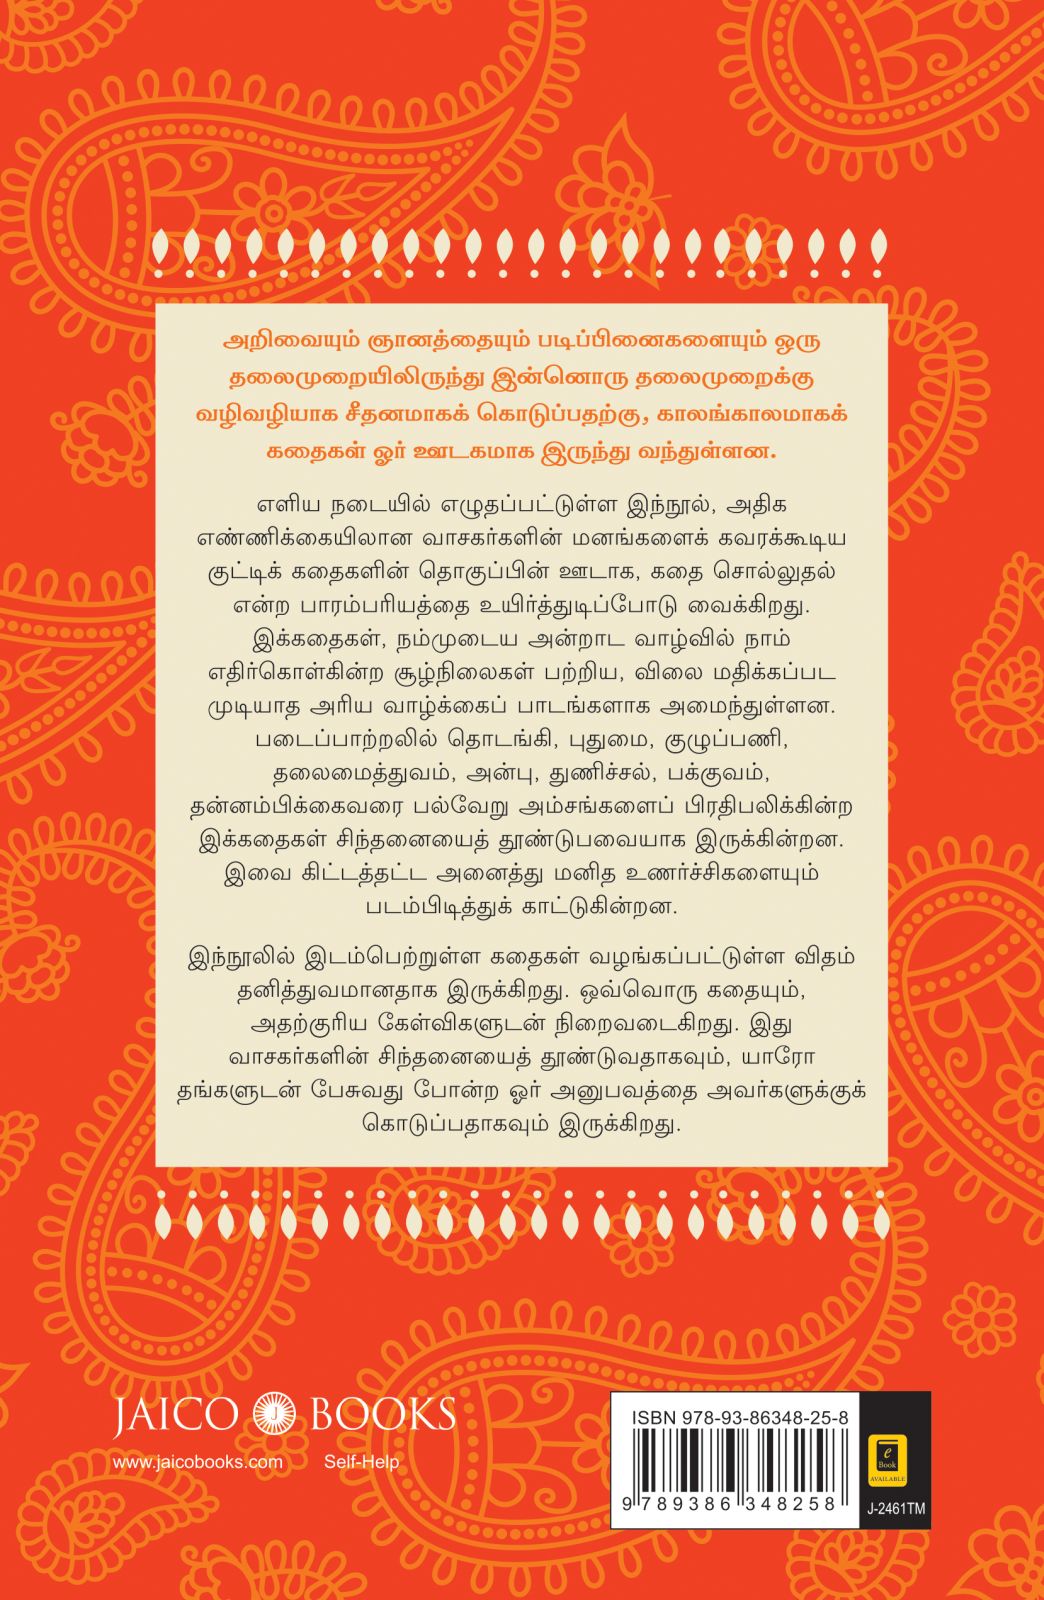 அறிவையும் ஞானத்தையும் படிப்பினைகளையும் ஒரு
தலைமுறையிலிருந்து இன்னொரு தலைமுறைக்கு
வழிவழியாக சீதனமாகக் கொடுப்பதற்கு, காலங்காலமாகக்
கதைகள் ஓர் ஊடகமாக இருந்து வந்துள்ளன.
எளிய நடையில் எழுதப்பட்டுள்ள இந்நூல், அதிக
எண்ணிக்கையிலான வாசகர்களின் மனங்களைக் கவரக்கூடிய
குட்டிக் கதைகளின் தொகுப்பின் ஊடாக, கதை சொல்லுதல்
என்ற பாரம்பரியத்தை உயிர்த்துடிப்போடு வைக்கிறது.
இக்கதைகள், நம்முடைய அன்றாட வாழ்வில் நாம்
எதிர்கொள்கின்ற சூழ்நிலைகள் பற்றிய, விலை மதிக்கப்பட
முடியாத அரிய வாழ்க்கைப் பாடங்களாக அமைந்துள்ளன.
படைப்பாற்றலில் தொடங்கி, புதுமை, குழுப்பணி,
தலைமைத்துவம், அன்பு, துணிச்சல், பக்குவம்,
தன்னம்பிக்கைவரை பல்வேறு அம்சங்களைப் பிரதிபலிக்கின்ற
இக்கதைகள் சிந்தனையைத் தூண்டுபவையாக இருக்கின்றன.
இவை கிட்டத்தட்ட அனைத்து மனித உணர்ச்சிகளையும்
படம்பிடித்துக் காட்டுகின்றன.
இந்நூலில் இடம்பெற்றுள்ள கதைகள் வழங்கப்பட்டுள்ள விதம்
தனித்துவமானதாக இருக்கிறது. ஒவ்வொரு கதையும்,
அதற்குரிய கேள்விகளுடன் நிறைவடைகிறது. இது
வாசகர்களின் சிந்தனையைத் தூண்டுவதாகவும், யாரோ
தங்களுடன் பேசுவது போன்ற ஓர் அனுபவத்தை அவர்களுக்குக்
கொடுப்பதாகவும் இருக்கிறது.
JAICO J BOOKS
www.jaicobooks.com Self-Help
ISBN 978-93-86348-25-8
9 789386 348258
e
Book
AVAILABLE
J-2461TM